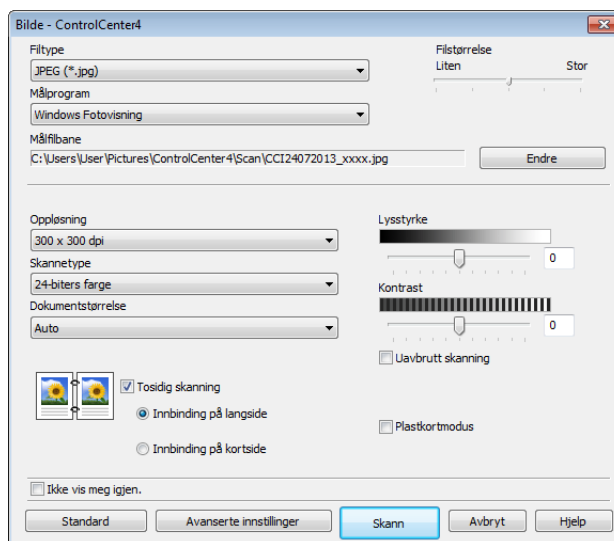 Bilde - ControlCenter4
Filtype
JPEG (*.jpg)
Filstørrelse
Liten Stor
Målprogram
Windows Fotovisning
Målfilbane
C:\Users\User\Pictures\ControlCenter4\Scan\CCI24072013_xxxx.jpg
Endre
Oppløsning
300 x 300 dpi
Skannetype
24-biters farge
Dokumentstørrelse
Auto
Lysstyrke
0
Kontrast
0
Uavbrutt skanning
Tosidig skanning
Innbinding på langside
Innbinding på kortside
Plastkortmodus
Ikke vis meg igjen.
Standard Avanserte innstillinger Skann Avbryt Hjelp